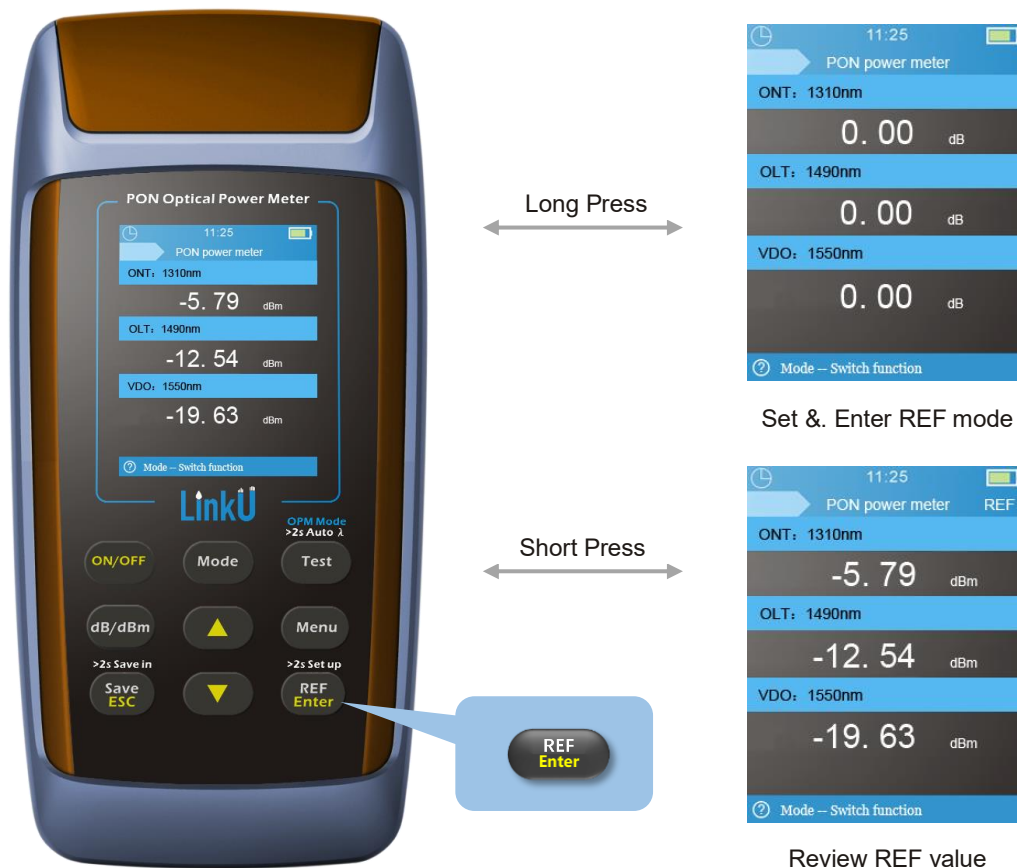 PON Optical Power Meter
11:25
PON power meter
ONT: 1310nm
-5. 79 dBm
OLT: 1490nm
-12. 54 dBm
VDO: 1550nm
-19. 63 dBm
? Mode -- Switch function
LinkU
OPM Mode
>2s Auto λ
ON/OFF
Mode
Test
dB/dBm
Menu
>2s Save in
Save
ESC
>2s Set up
REF
Enter
REF
Enter
Long Press
11:25
PON power meter
ONT: 1310nm
0. 00 dB
OLT: 1490nm
0. 00 dB
VDO: 1550nm
0. 00 dB
? Mode -- Switch function
Set &. Enter REF mode
Short Press
11:25
PON power meter REF
ONT: 1310nm
-5. 79 dBm
OLT: 1490nm
-12. 54 dBm
VDO: 1550nm
-19. 63 dBm
? Mode -- Switch function
Review REF value